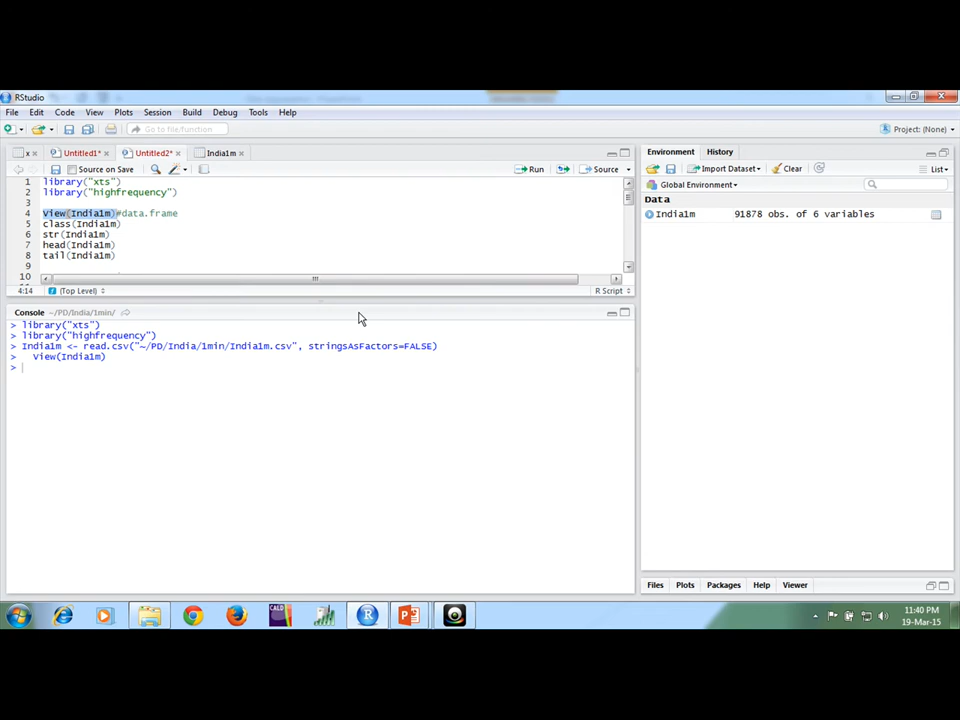 RStudio
File Edit Code View Plots Session Build Debug Tools Help
Go to file/function
Project: (None)
x Untitled1* Untitled2* India1m
Source on Save Run Source
1 library("xts")
2 library("highfrequency")
3
4 View(India1m)#data.frame
5 class(India1m)
6 str(India1m)
7 head(India1m)
8 tail(India1m)
9
10
4:14 (Top Level) R Script
Console ~/PD/India/1min/
> library("xts")
> library("highfrequency")
> India1m <- read.csv("~/PD/India/1min/India1m.csv", stringsAsFactors=FALSE)
> View(India1m)
>
Environment History
Import Dataset Clear List
Global Environment
Data
India1m 91878 obs. of 6 variables
Files Plots Packages Help Viewer
CALD
11:40 PM
19-Mar-15